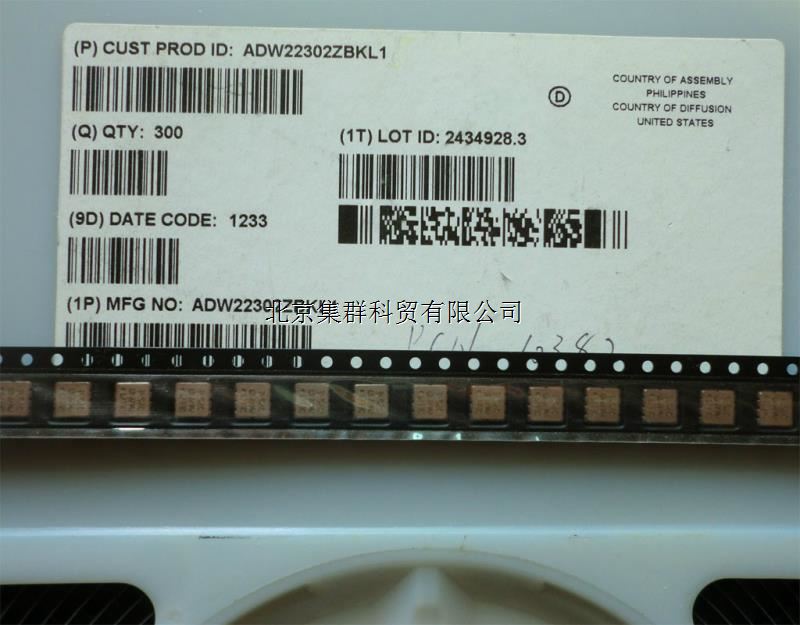 (P) CUST PROD ID: ADW22302ZBKL1
D
COUNTRY OF ASSEMBLY
PHILIPPINES
COUNTRY OF DIFFUSION
UNITED STATES
(Q) QTY: 300
(1T) LOT ID: 2434928.3
(9D) DATE CODE: 1233
(1P) MFG NO: ADW22302ZBKL1
北京集群科贸有限公司